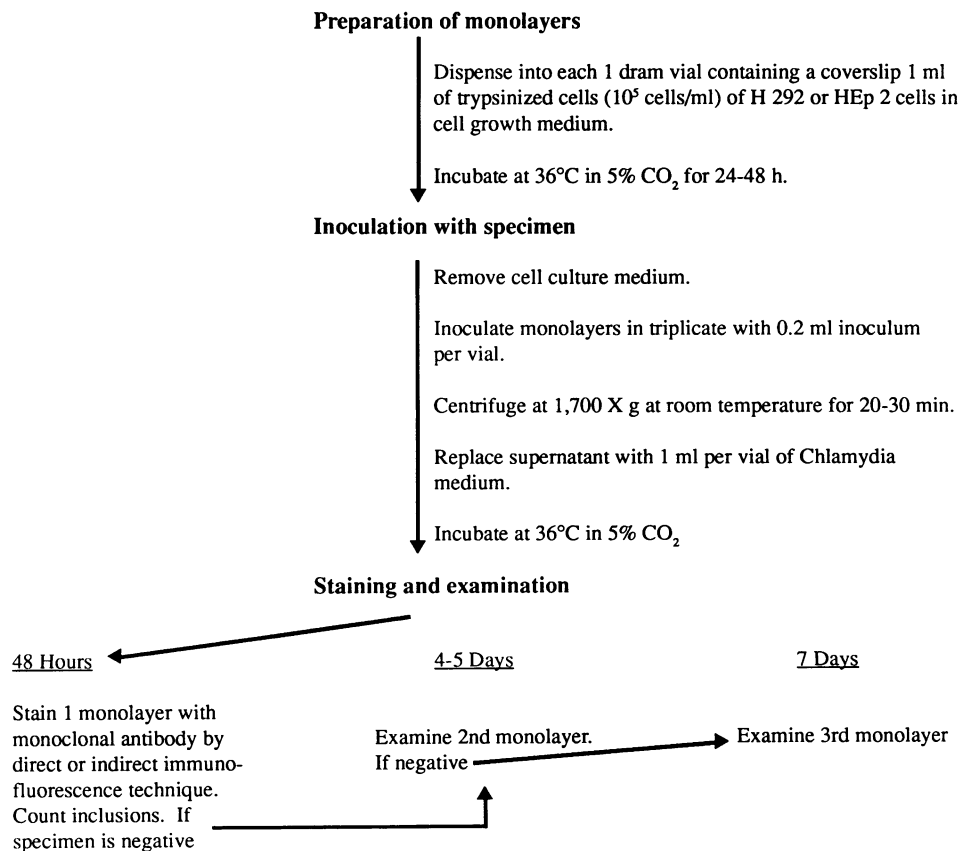 Preparation of monolayers
Dispense into each 1 dram vial containing a coverslip 1 ml
of trypsinized cells (10⁵ cells/ml) of H 292 or HEp 2 cells in
cell growth medium.
Incubate at 36°C in 5% CO₂ for 24-48 h.
Inoculation with specimen
Remove cell culture medium.
Inoculate monolayers in triplicate with 0.2 ml inoculum
per vial.
Centrifuge at 1,700 X g at room temperature for 20-30 min.
Replace supernatant with 1 ml per vial of Chlamydia
medium.
Incubate at 36°C in 5% CO₂
Staining and examination
48 Hours
Stain 1 monolayer with
monoclonal antibody by
direct or indirect immuno-
fluorescence technique.
Count inclusions. If
specimen is negative
4-5 Days
Examine 2nd monolayer.
If negative
7 Days
Examine 3rd monolayer